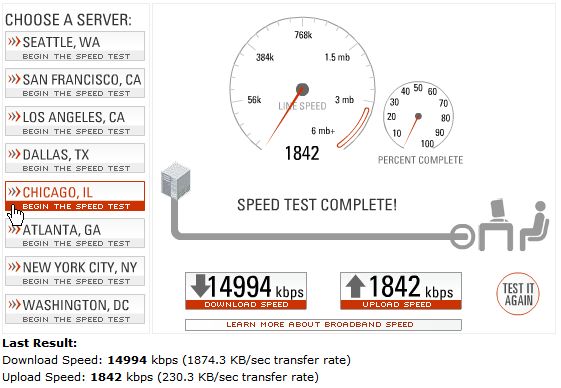 CHOOSE A SERVER:
SEATTLE, WA
BEGIN THE SPEED TEST
SAN FRANCISCO, CA
BEGIN THE SPEED TEST
LOS ANGELES, CA
BEGIN THE SPEED TEST
DALLAS, TX
BEGIN THE SPEED TEST
CHICAGO, IL
BEGIN THE SPEED TEST
ATLANTA, GA
BEGIN THE SPEED TEST
NEW YORK CITY, NY
BEGIN THE SPEED TEST
WASHINGTON, DC
BEGIN THE SPEED TEST
768k
384k
1.5 mb
56k
LINE SPEED
3 mb
6 mb+
1842
50
40
60
30
70
20
80
10
90
100
PERCENT COMPLETE
SPEED TEST COMPLETE!
14994 kbps
DOWNLOAD SPEED
1842 kbps
UPLOAD SPEED
TEST IT
AGAIN
LEARN MORE ABOUT BROADBAND SPEED
Last Result:
Download Speed: 14994 kbps (1874.3 KB/sec transfer rate)
Upload Speed: 1842 kbps (230.3 KB/sec transfer rate)